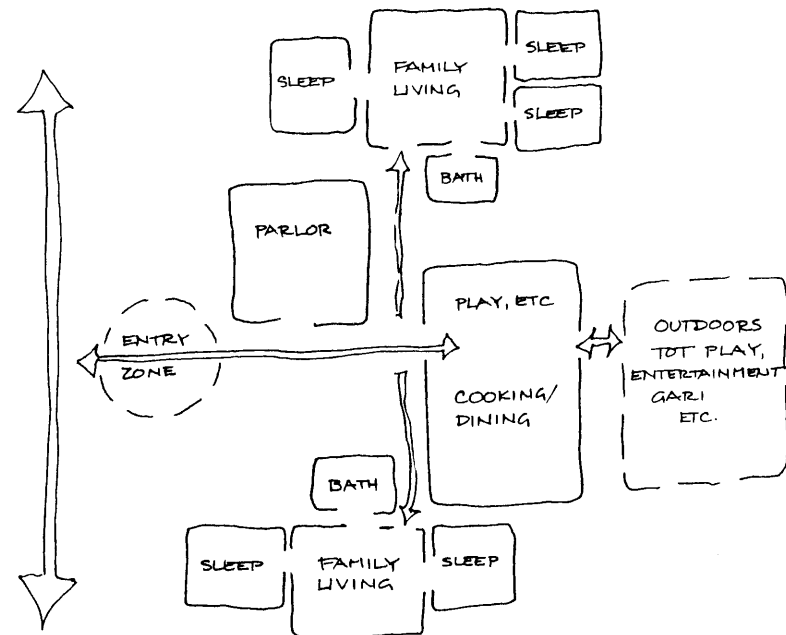 SLEEP
FAMILY
LIVING
SLEEP
SLEEP
BATH
PARLOR
ENTRY
ZONE
PLAY, ETC
COOKING/
DINING
OUTDOORS
TOT PLAY,
ENTERTAINMENT
GARI
ETC.
BATH
SLEEP
FAMILY
LIVING
SLEEP